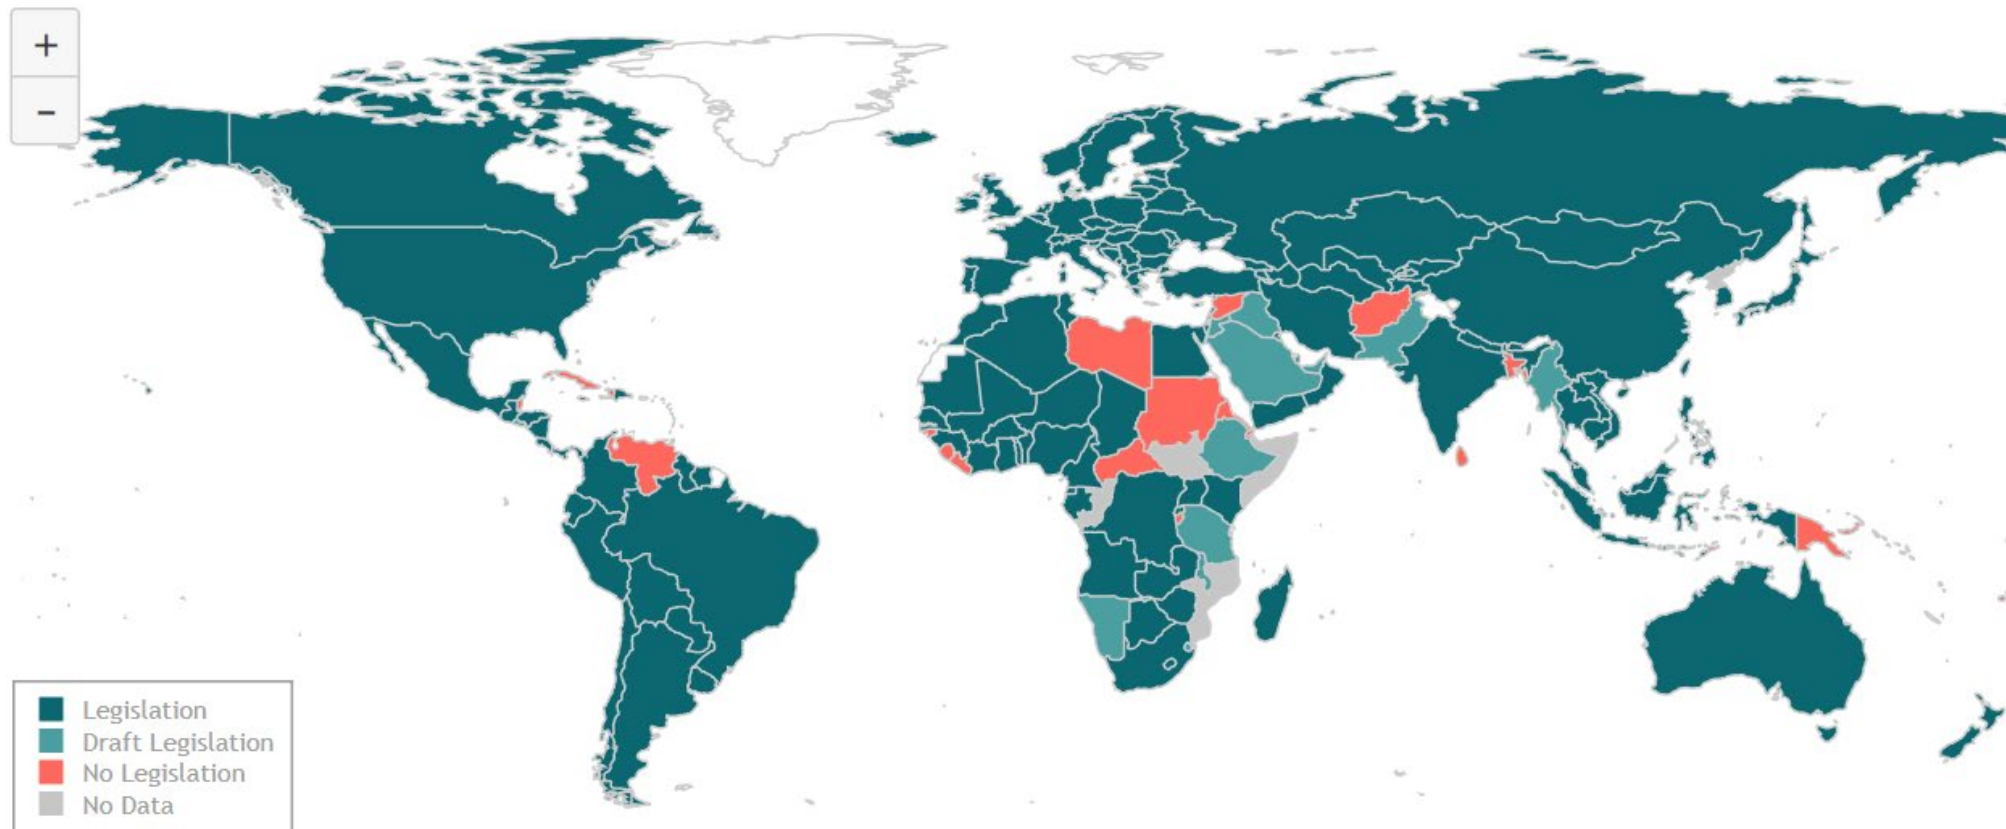 +
−
Legislation
Draft Legislation
No Legislation
No Data